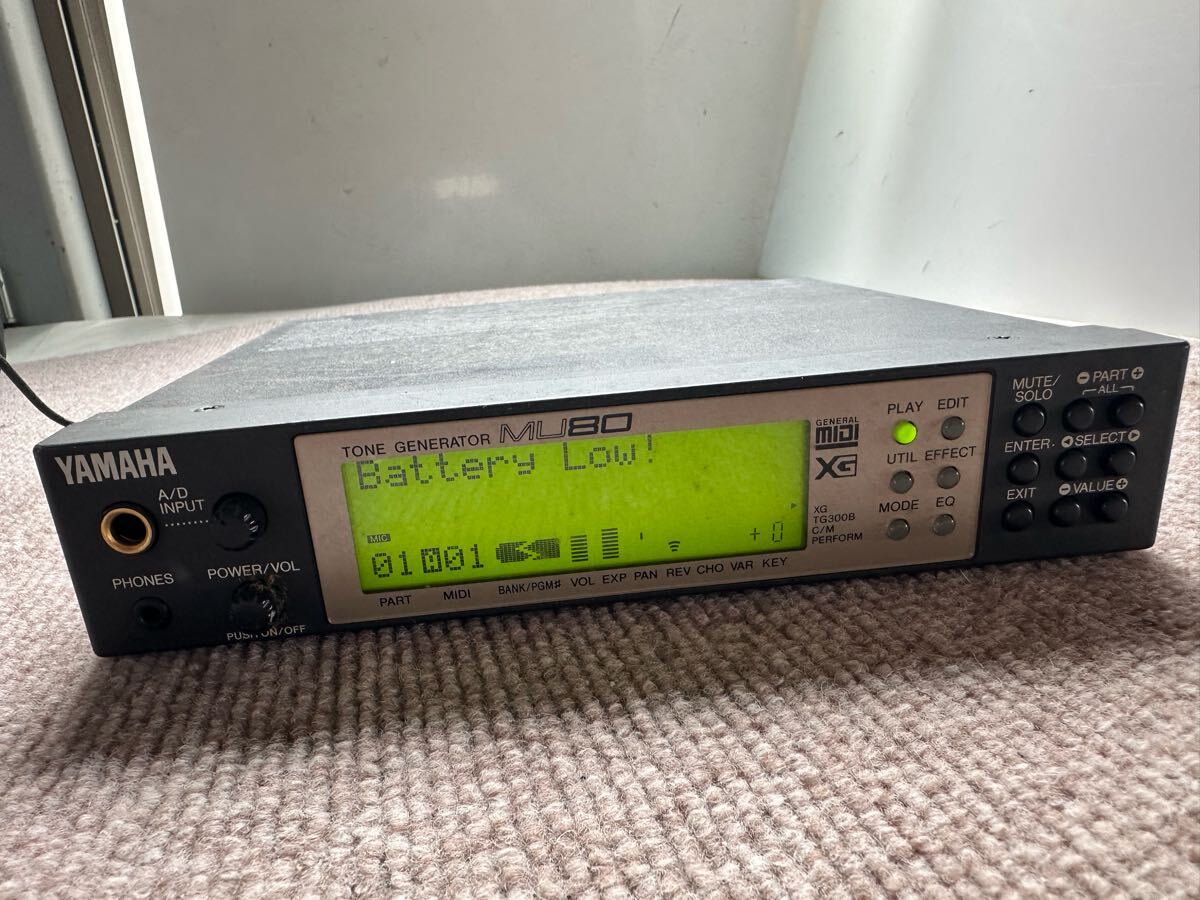 YAMAHA
A/D
INPUT
PHONES
POWER/VOL
PUSH ON/OFF
TONE GENERATOR MU80
Battery Low!
MIC
01 01
+0
PART MIDI BANK/PGM# VOL EXP PAN REV CHO VAR KEY
GENERAL
MIDI
XG
XG
TG300B
C/M
PERFORM
PLAY EDIT
UTIL EFFECT
MODE EQ
MUTE/
SOLO
PART
ALL
ENTER
SELECT
EXIT
VALUE